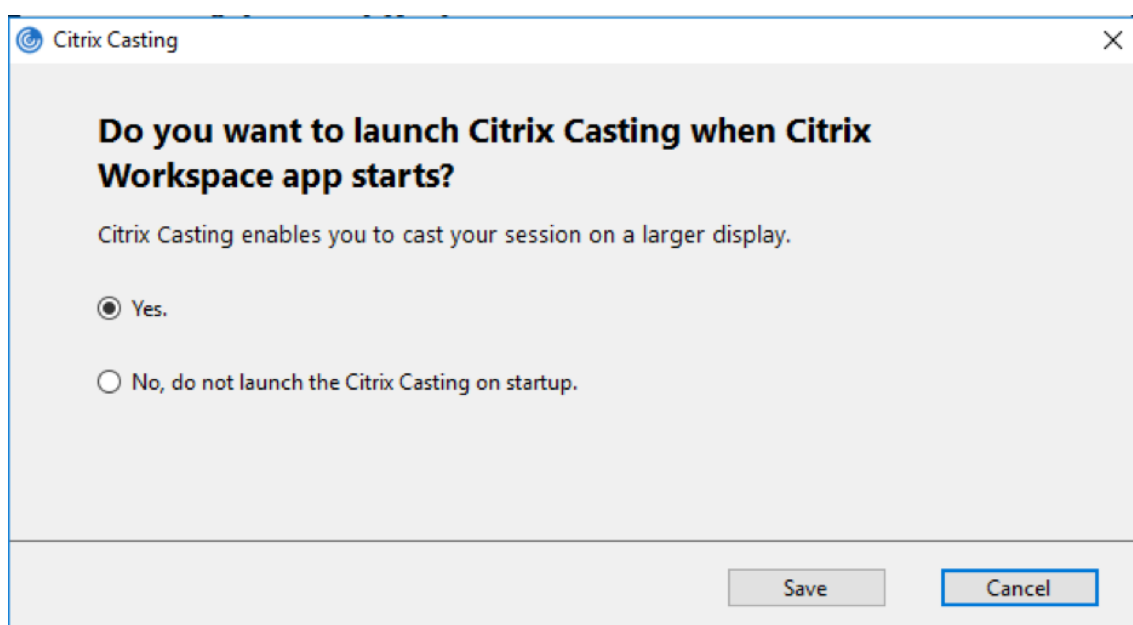 Citrix Casting
Do you want to launch Citrix Casting when Citrix
Workspace app starts?
Citrix Casting enables you to cast your session on a larger display.
Yes.
No, do not launch the Citrix Casting on startup.
Save
Cancel